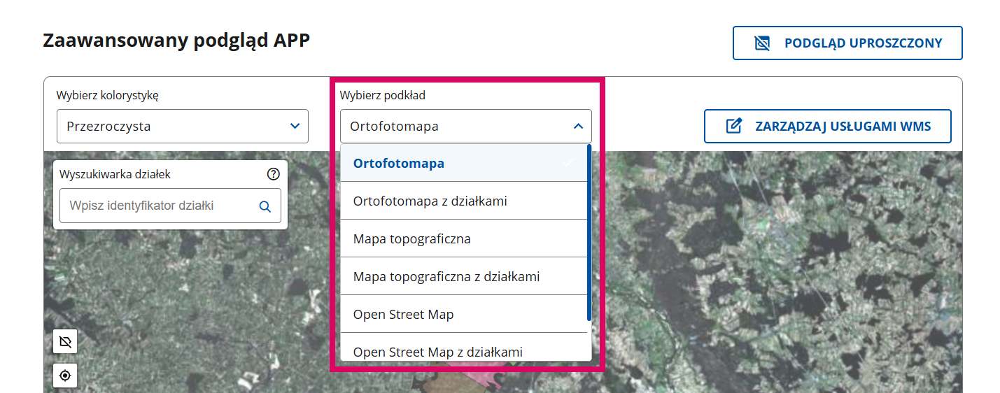 Zaawansowany podgląd APP
PODGLĄD UPROSZCZONY
Wybierz kolorystykę
Przezroczysta
Wybierz podkład
Ortofotomapa
ZARZĄDZAJ USŁUGAMI WMS
Ortofotomapa
Ortofotomapa z działkami
Mapa topograficzna
Mapa topograficzna z działkami
Open Street Map
Open Street Map z działkami
Wyszukiwarka działek
Wpisz identyfikator działki